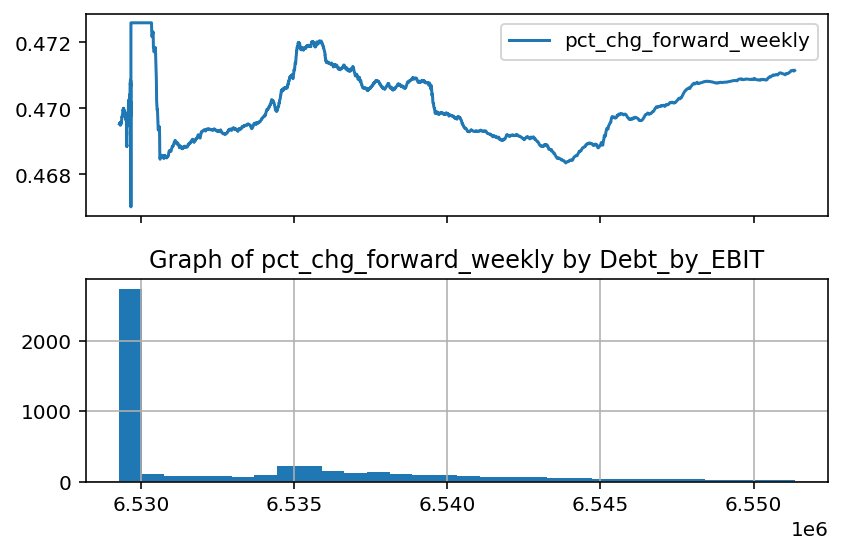 0.472
0.470
0.468
pct_chg_forward_weekly
Graph of pct_chg_forward_weekly by Debt_by_EBIT
2000
1000
0
6.530 6.535 6.540 6.545 6.550
1e6